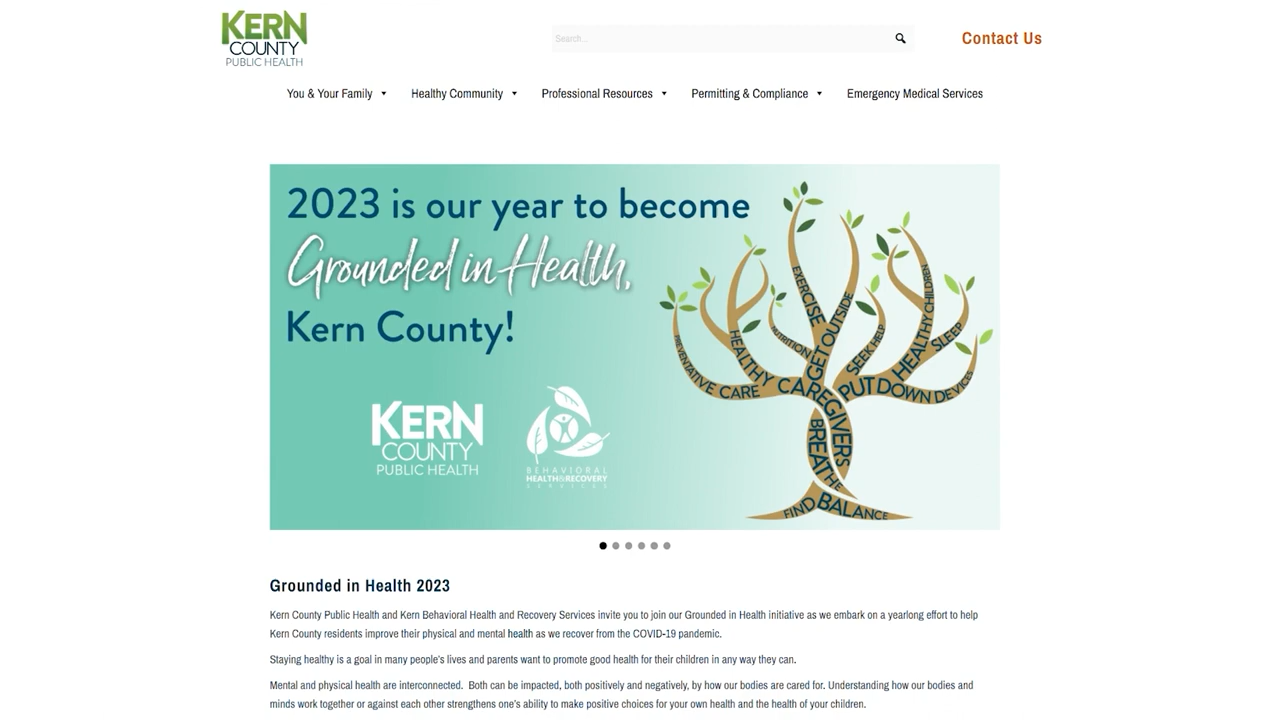 KERN
COUNTY
PUBLIC HEALTH
Search...
Contact Us
You & Your Family
Healthy Community
Professional Resources
Permitting & Compliance
Emergency Medical Services
2023 is our year to become
Grounded in Health,
Kern County!
KERN
COUNTY
PUBLIC HEALTH
BEHAVIORAL
HEALTH&RECOVERY
SERVICES
PREVENTATIVE CARE
HEALTHY CAREGIVERS
NUTRITION
EXERCISE
GET OUTSIDE
SEEK HELP
HEALTHY CHILDREN
SLEEP
PUT DOWN DEVICES
BREATHE
FIND BALANCE
Grounded in Health 2023
Kern County Public Health and Kern Behavioral Health and Recovery Services invite you to join our Grounded in Health initiative as we embark on a yearlong effort to help
Kern County residents improve their physical and mental health as we recover from the COVID-19 pandemic.
Staying healthy is a goal in many people's lives and parents want to promote good health for their children in any way they can.
Mental and physical health are interconnected.  Both can be impacted, both positively and negatively, by how our bodies are cared for. Understanding how our bodies and
minds work together or against each other strengthens one's ability to make positive choices for your own health and the health of your children.